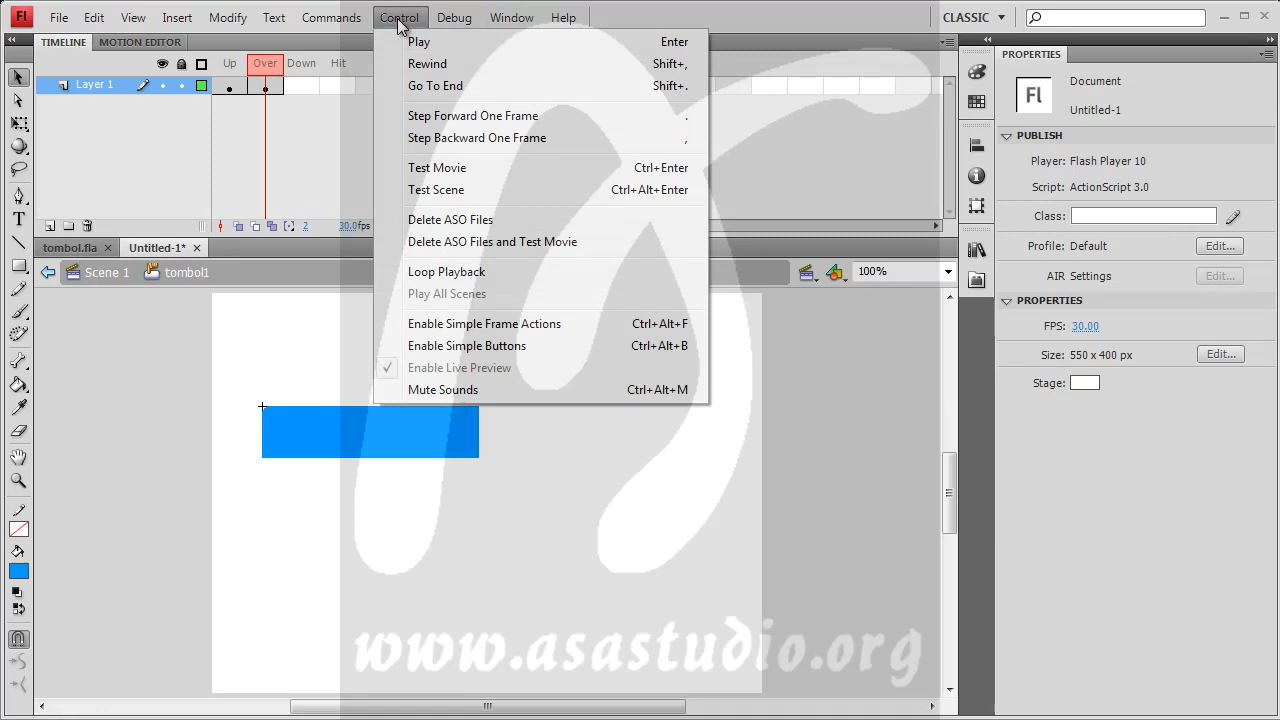 Fl File Edit View Insert Modify Text Commands Control Debug Window Help CLASSIC
TIMELINE MOTION EDITOR
Up Over Down Hit
Layer 1
2 30.0fps
Play Enter
Rewind Shift+,
Go To End Shift+.
Step Forward One Frame .
Step Backward One Frame ,
Test Movie Ctrl+Enter
Test Scene Ctrl+Alt+Enter
Delete ASO Files
Delete ASO Files and Test Movie
Loop Playback
Play All Scenes
Enable Simple Frame Actions Ctrl+Alt+F
Enable Simple Buttons Ctrl+Alt+B
Enable Live Preview
Mute Sounds Ctrl+Alt+M
tombol.fla Untitled-1*
Scene 1 tombol1 100%
PROPERTIES
Fl Document
Untitled-1
PUBLISH
Player: Flash Player 10
Script: ActionScript 3.0
Class:
Profile: Default Edit...
AIR Settings Edit...
PROPERTIES
FPS: 30.00
Size: 550 x 400 px Edit...
Stage:
T
www.asastudio.org